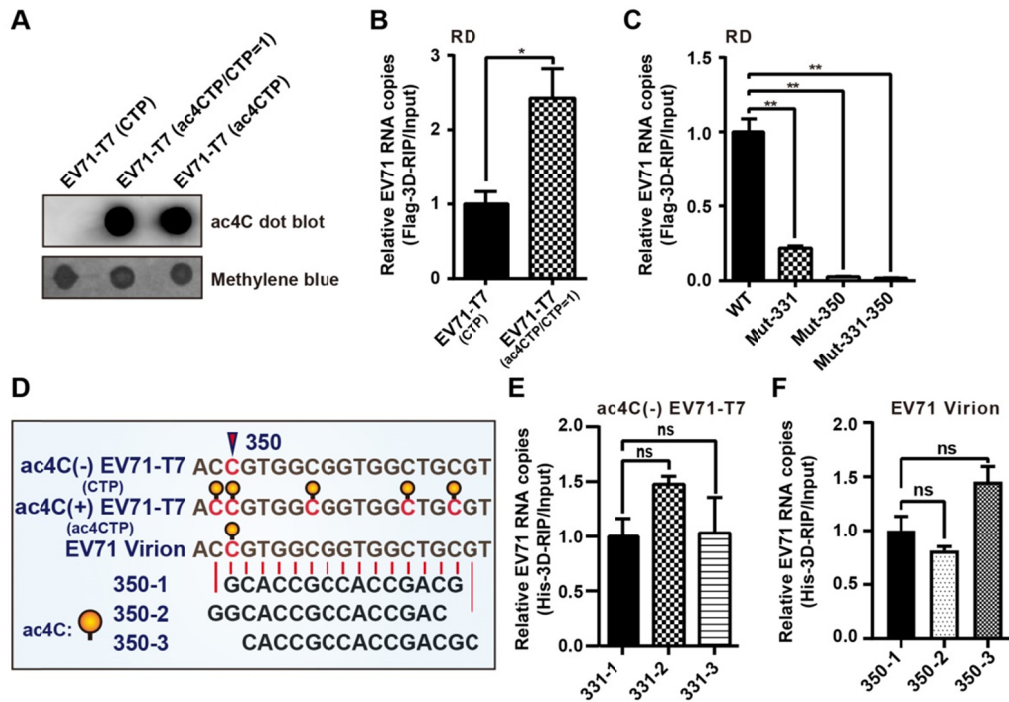 A
EV71-T7 (CTP)
EV71-T7 (ac4CTP/CTP=1)
EV71-T7 (ac4CTP)
ac4C dot blot
Methylene blue
B
RD
*
Relative EV71 RNA copies
(Flag-3D-RIP/Input)
3
2
1
0
EV71-T7
(CTP)
EV71-T7
(ac4CTP/CTP=1)
C
RD
**
**
**
Relative EV71 RNA copies
(Flag-3D-RIP/Input)
1.5
1.0
0.5
0.0
WT
Mut-331
Mut-350
Mut-331-350
D
350
ac4C(-) EV71-T7 ACCGTGGCGGTGGCTGCGT
(CTP)
ac4C(+) EV71-T7 ACCGTGGCGGTGGCTGCGT
(ac4CTP)
EV71 Virion ACCGTGGCGGTGGCTGCGT
350-1 GCACCGCCACCGACG
350-2 GGCACCGCCACCGAC
350-3 CACCGCCACCGACGC
ac4C:
E
ac4C(-) EV71-T7
ns
ns
Relative EV71 RNA copies
(His-3D-RIP/Input)
2.0
1.5
1.0
0.5
0.0
331-1
331-2
331-3
F
EV71 Virion
ns
ns
Relative EV71 RNA copies
(His-3D-RIP/Input)
2.0
1.5
1.0
0.5
0.0
350-1
350-2
350-3